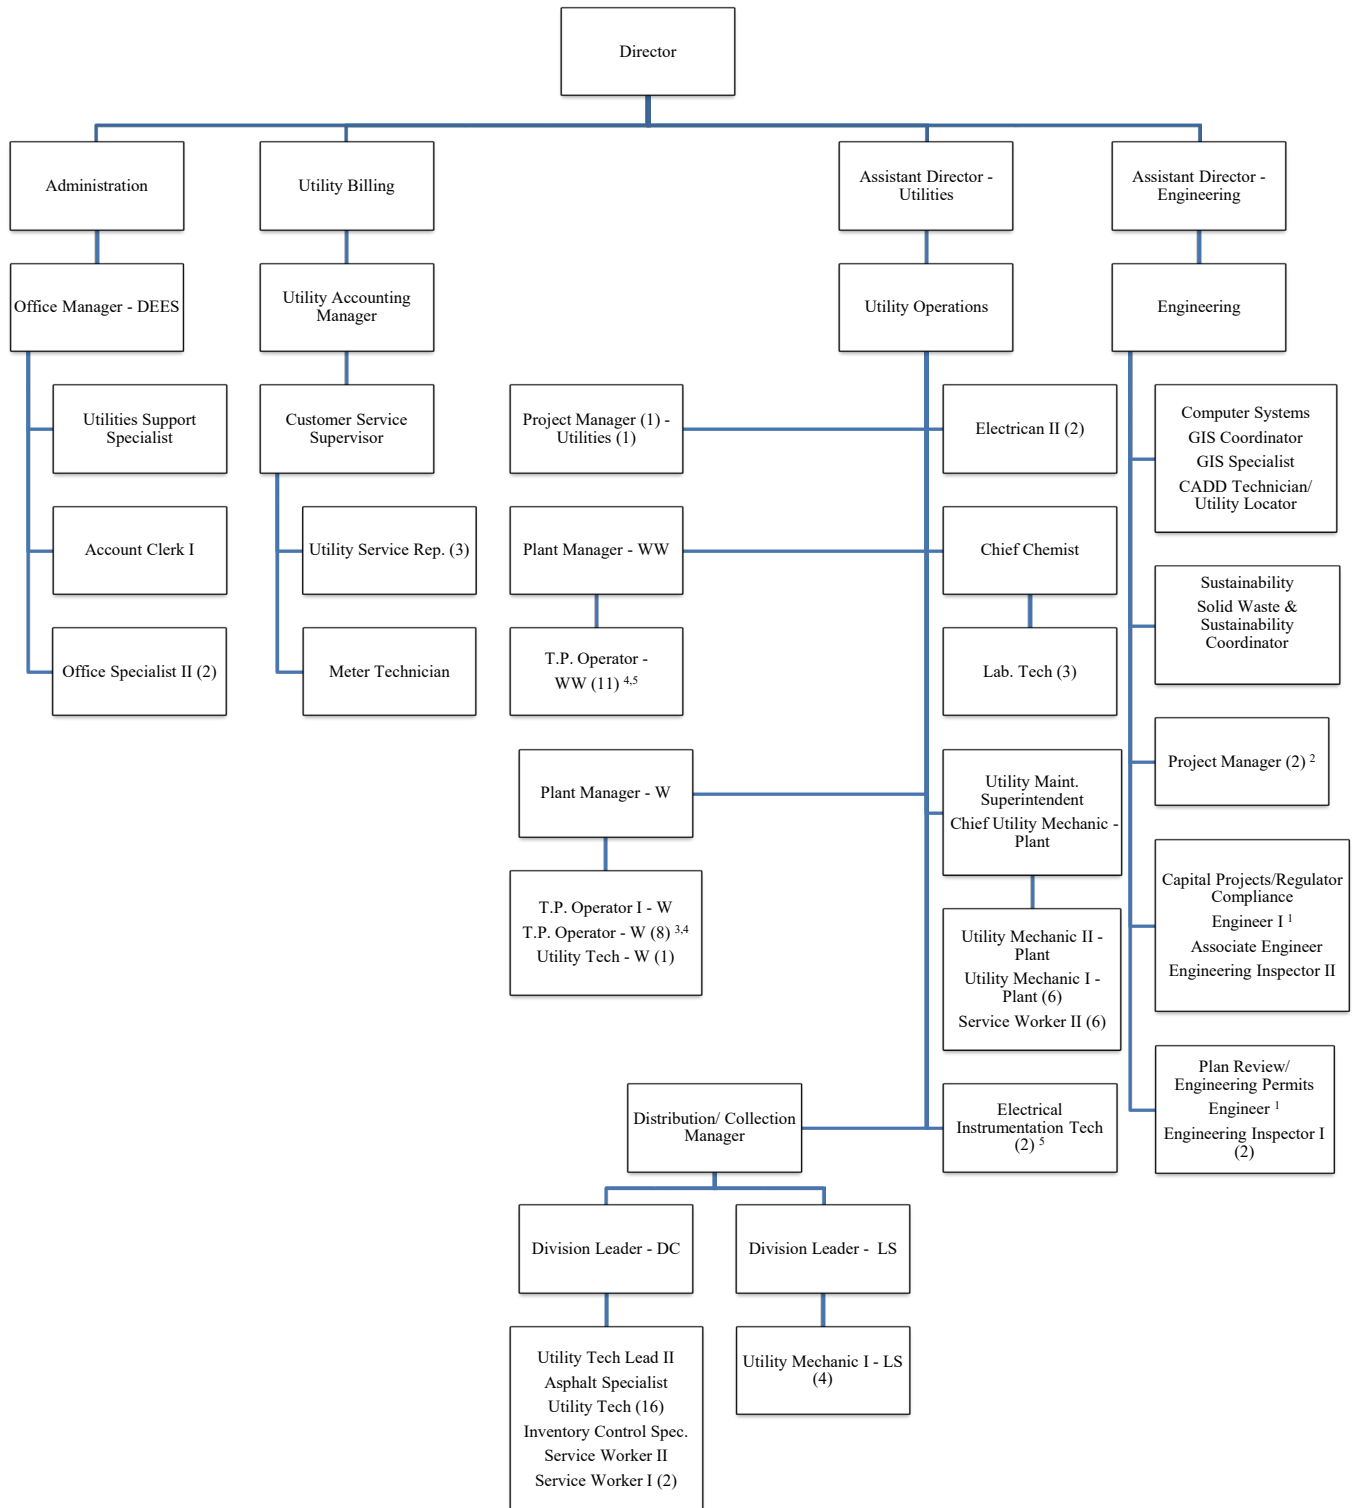 Director
Administration
Utility Billing
Assistant Director -
Utilities
Assistant Director -
Engineering
Office Manager - DEES
Utility Accounting
Manager
Utility Operations
Engineering
Utilities Support
Specialist
Customer Service
Supervisor
Project Manager (1) -
Utilities (1)
Electrican II (2)
Computer Systems
GIS Coordinator
GIS Specialist
CADD Technician/
Utility Locator
Account Clerk I
Utility Service Rep. (3)
Plant Manager - WW
Chief Chemist
Sustainability
Solid Waste &
Sustainability
Coordinator
Office Specialist II (2)
Meter Technician
T.P. Operator -
WW (11) 4,5
Lab. Tech (3)
Project Manager (2) 2
Plant Manager - W
Utility Maint.
Superintendent
Chief Utility Mechanic -
Plant
Capital Projects/Regulator
Compliance
Engineer I 1
Associate Engineer
Engineering Inspector II
T.P. Operator I - W
T.P. Operator - W (8) 3,4
Utility Tech - W (1)
Utility Mechanic II -
Plant
Utility Mechanic I -
Plant (6)
Service Worker II (6)
Plan Review/
Engineering Permits
Engineer 1
Engineering Inspector I
(2)
Distribution/ Collection
Manager
Electrical
Instrumentation Tech
(2) 5
Division Leader - DC
Division Leader - LS
Utility Tech Lead II
Asphalt Specialist
Utility Tech (16)
Inventory Control Spec.
Service Worker II
Service Worker I (2)
Utility Mechanic I - LS
(4)